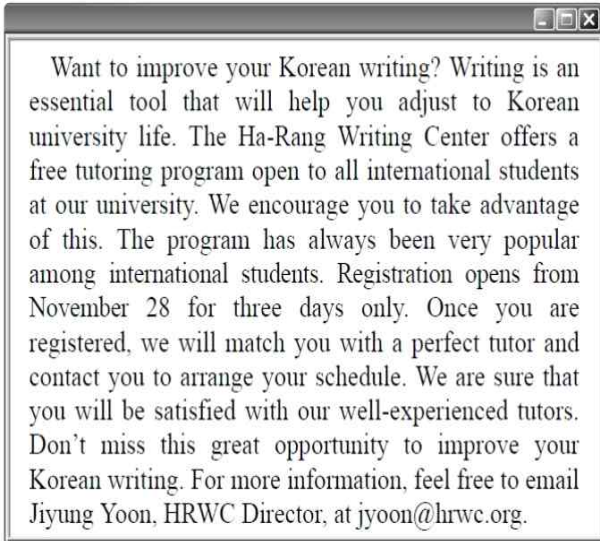 Want to improve your Korean writing? Writing is an
essential tool that will help you adjust to Korean
university life. The Ha-Rang Writing Center offers a
free tutoring program open to all international students
at our university. We encourage you to take advantage
of this. The program has always been very popular
among international students. Registration opens from
November 28 for three days only. Once you are
registered, we will match you with a perfect tutor and
contact you to arrange your schedule. We are sure that
you will be satisfied with our well-experienced tutors.
Don't miss this great opportunity to improve your
Korean writing. For more information, feel free to email
Jiyung Yoon, HRWC Director, at jyoon@hrwc.org.